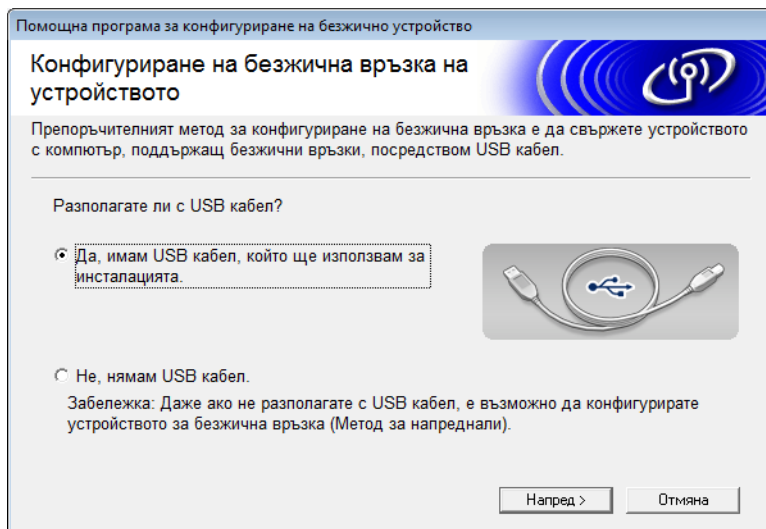 Помощна програма за конфигуриране на безжично устройство
Конфигуриране на безжична връзка на
устройството
Препоръчителният метод за конфигуриране на безжична връзка е да свържете устройството
с компютър, поддържащ безжични връзки, посредством USB кабел.
Разполагате ли с USB кабел?
Да, имам USB кабел, който ще използвам за
инсталацията.
Не, нямам USB кабел.
Забележка: Даже ако не разполагате с USB кабел, е възможно да конфигурирате
устройството за безжична връзка (Метод за напреднали).
Напред > Отмяна